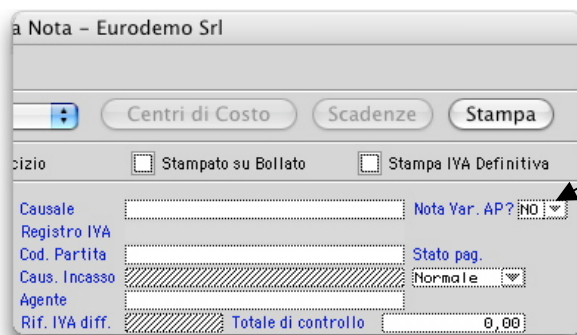 a Nota - Eurodemo Srl
Centri di Costo Scadenze Stampa
cizio Stampato su Bollato Stampa IVA Definitiva
Causale Nota Var. AP? NO
Registro IVA
Cod. Partita Stato pag.
Caus. Incasso Normale
Agente
Rif. IVA diff. Totale di controllo 0,00